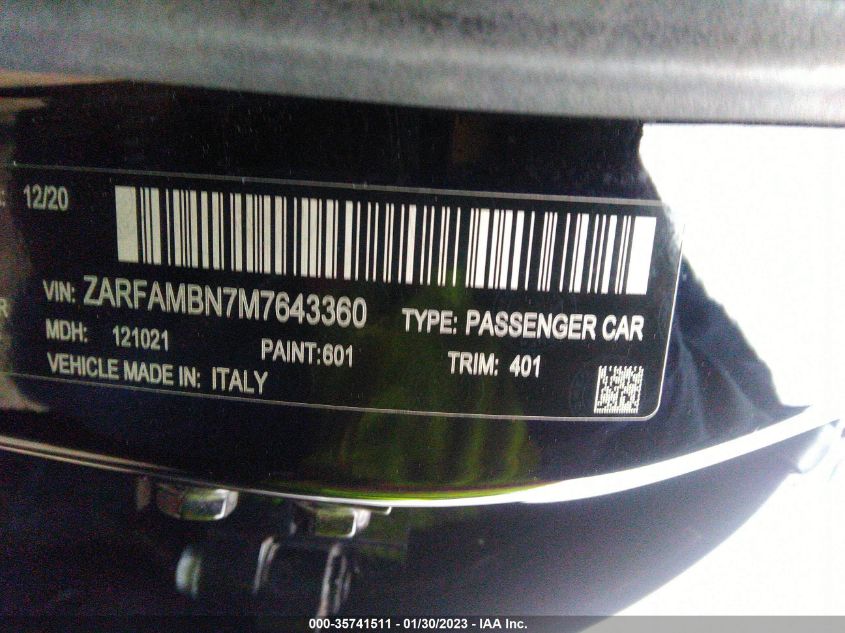 12/20
VIN: ZARFAMBN7M7643360
TYPE: PASSENGER CAR
MDH: 121021
PAINT:601
TRIM: 401
VEHICLE MADE IN: ITALY
R
000-35741511 - 01/30/2023 - IAA Inc.